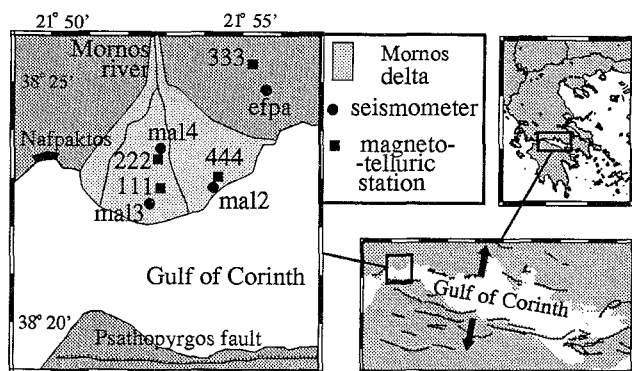 21° 50'
21° 55'
Mornos
river
333
38° 25'
efpa
Nafpaktos
mal4
222
444
111
mal3
mal2
Gulf of Corinth
38° 20'
Psathopyrgos fault
Mornos
delta
seismometer
magneto-
-telluric
station
Gulf of Corinth